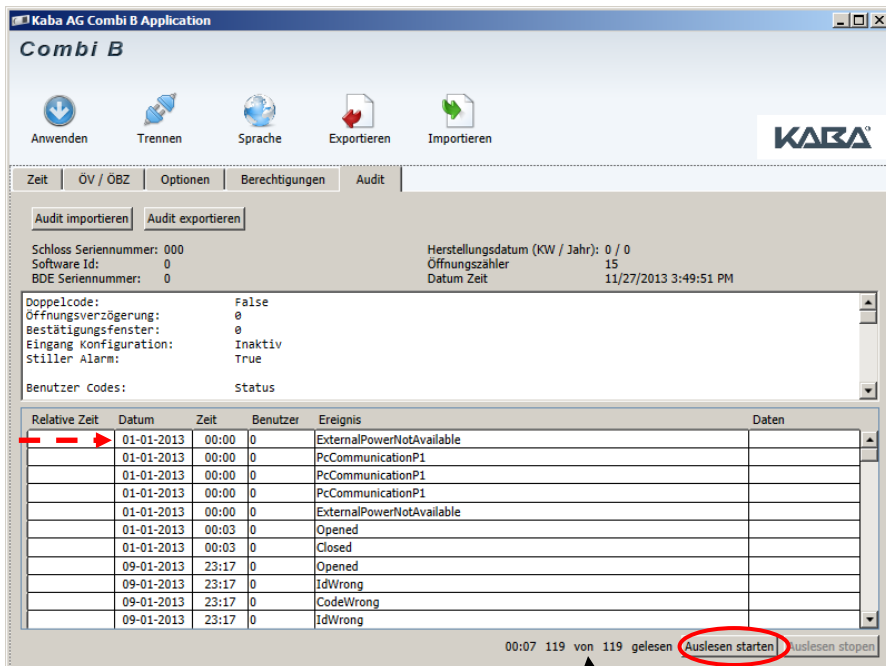 Kaba AG Combi B Application
Combi B
Anwenden Trennen Sprache Exportieren Importieren
KABA
Zeit ÖV / ÖBZ Optionen Berechtigungen Audit
Audit importieren Audit exportieren
Schloss Seriennummer: 000 Herstellungsdatum (KW / Jahr): 0 / 0
Software Id: 0 Öffnungszähler 15
BDE Seriennummer: 0 Datum Zeit 11/27/2013 3:49:51 PM
Doppelcode: False
Öffnungsverzögerung: 0
Bestätigungsfenster: 0
Eingang Konfiguration: Inaktiv
Stiller Alarm: True
Benutzer Codes: Status
Relative Zeit Datum Zeit Benutzer Ereignis Daten
01-01-2013 00:00 0 ExternalPowerNotAvailable
01-01-2013 00:00 0 PcCommunicationP1
01-01-2013 00:00 0 PcCommunicationP1
01-01-2013 00:00 0 PcCommunicationP1
01-01-2013 00:00 0 ExternalPowerNotAvailable
01-01-2013 00:03 0 Opened
01-01-2013 00:03 0 Closed
09-01-2013 23:17 0 Opened
09-01-2013 23:17 0 IdWrong
09-01-2013 23:17 0 CodeWrong
09-01-2013 23:17 0 IdWrong
00:07 119 von 119 gelesen Auslesen starten Auslesen stopen